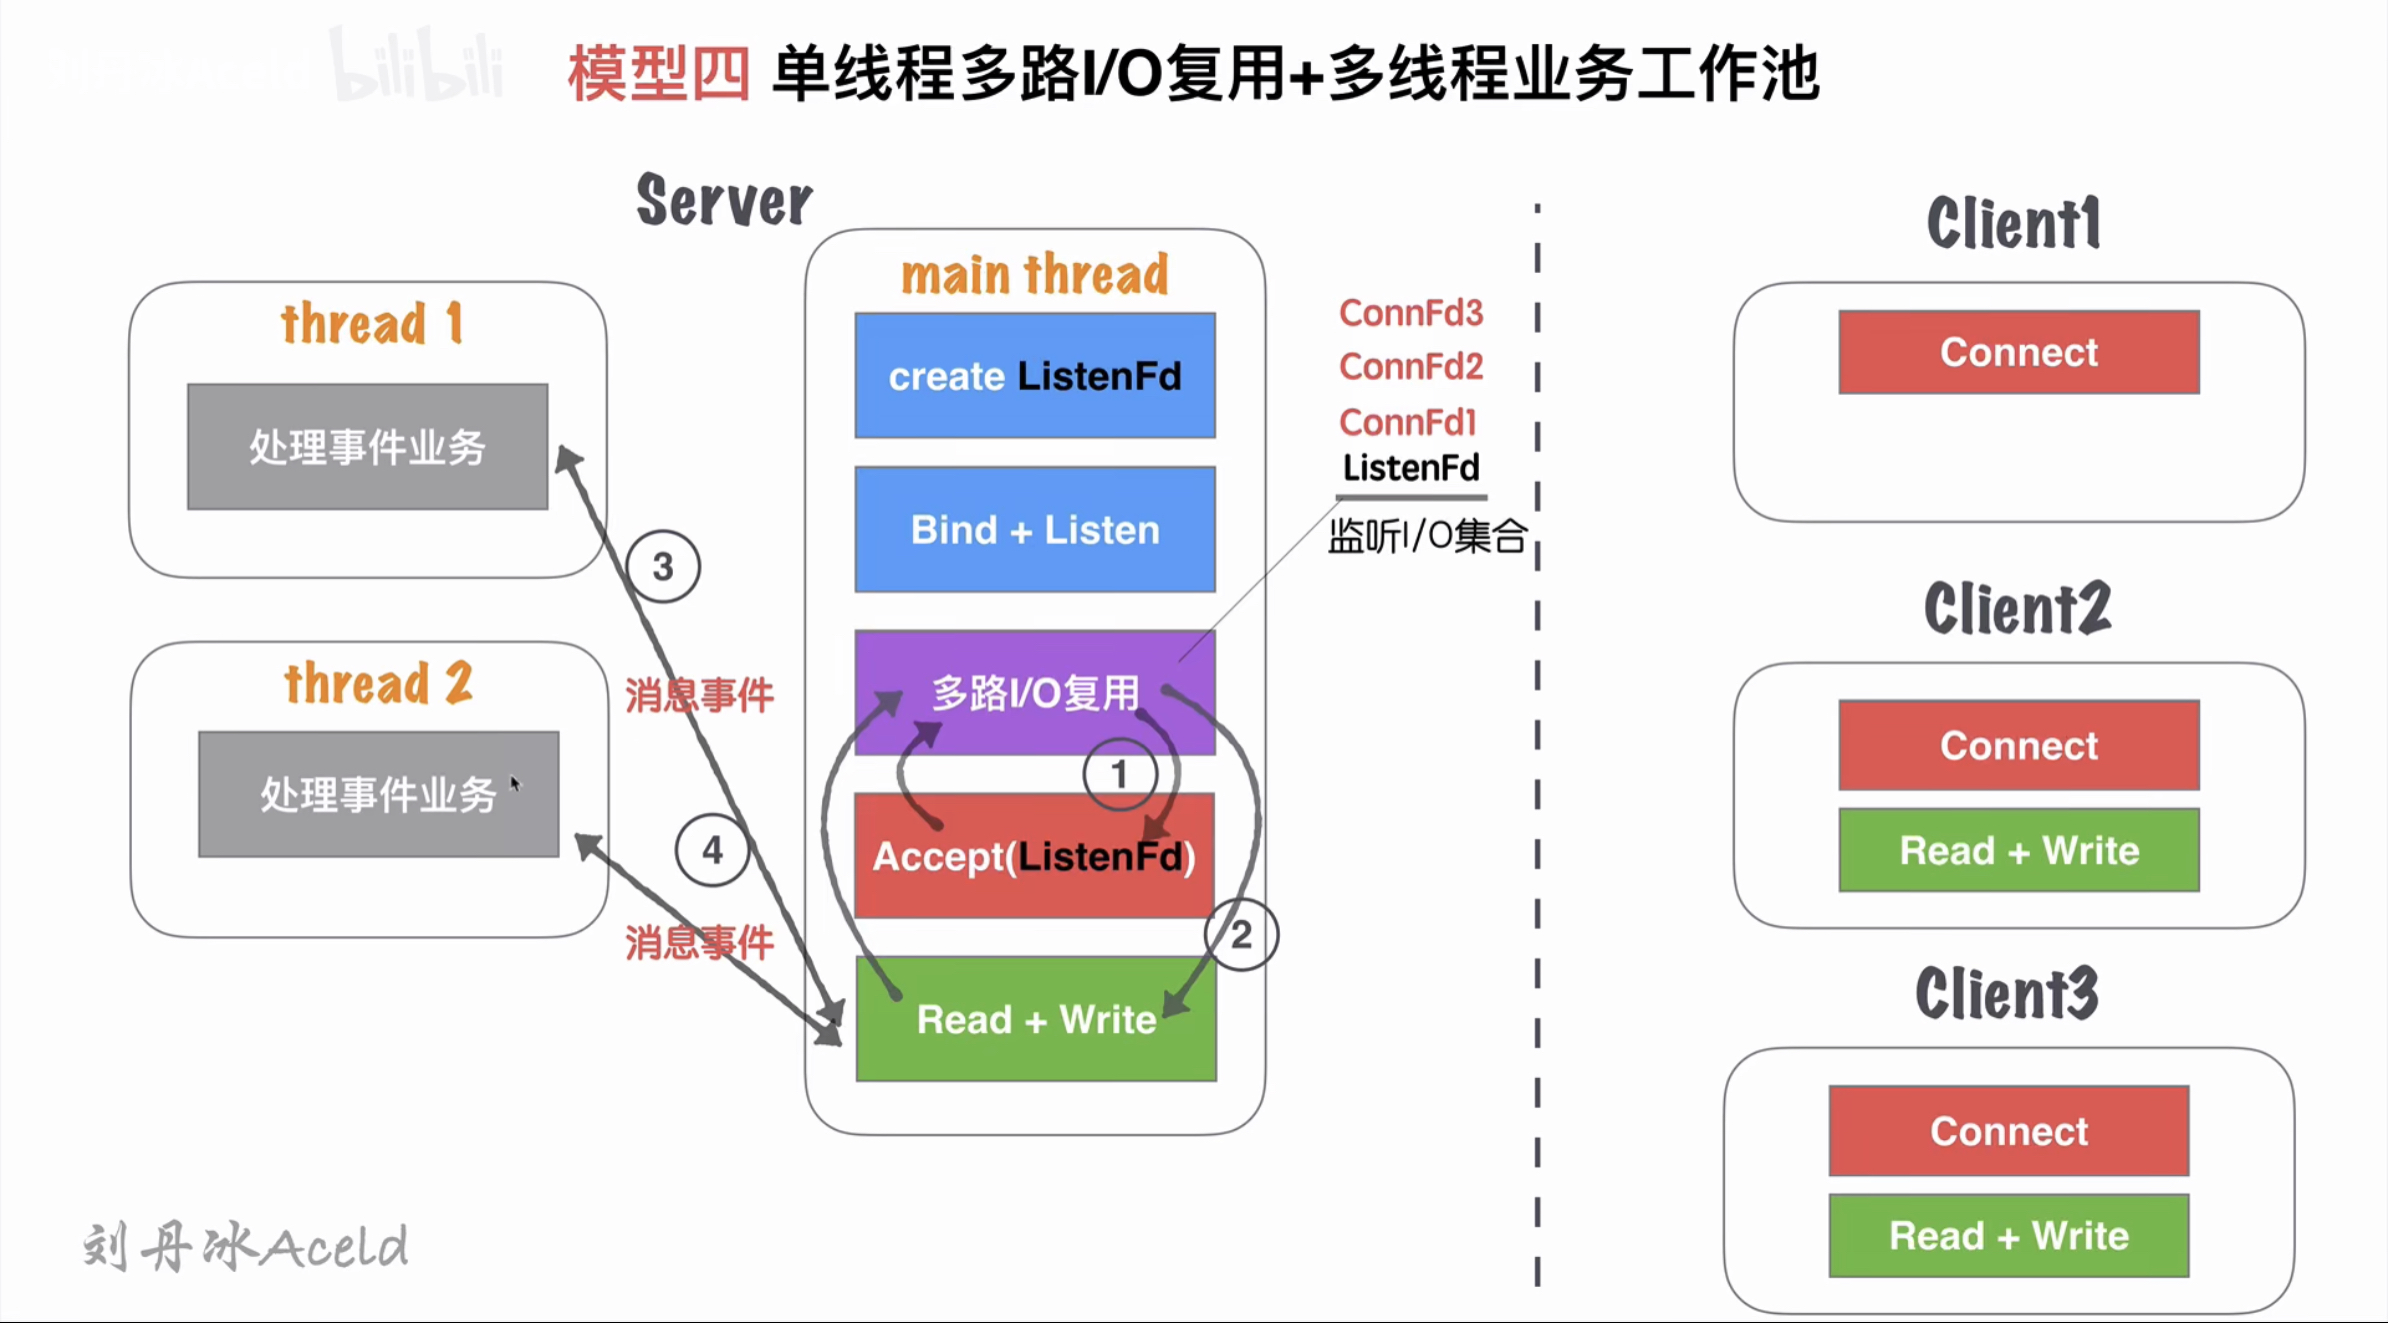 bilibili
模型四 单线程多路I/O复用+多线程业务工作池
Server
main thread
create ListenFd
Bind + Listen
多路I/O复用
1
Accept(ListenFd)
2
Read + Write
thread 1
处理事件业务
3
消息事件
thread 2
处理事件业务
4
消息事件
ConnFd3
ConnFd2
ConnFd1
ListenFd
监听I/O集合
Client1
Connect
Client2
Connect
Read + Write
Client3
Connect
Read + Write
刘丹冰Aceld